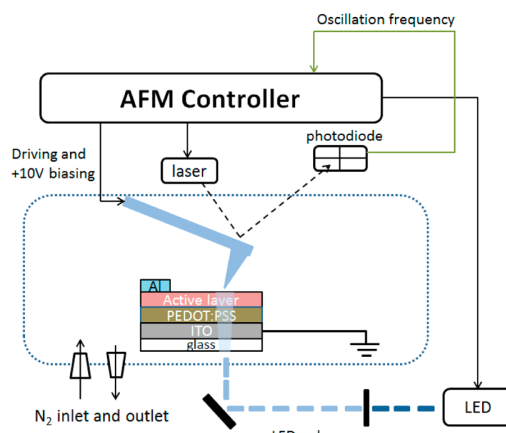 Oscillation frequency
AFM Controller
photodiode
Driving and
+10V biasing
laser
Al
Active layer
PEDOT:PSS
ITO
glass
N₂ inlet and outlet
LED